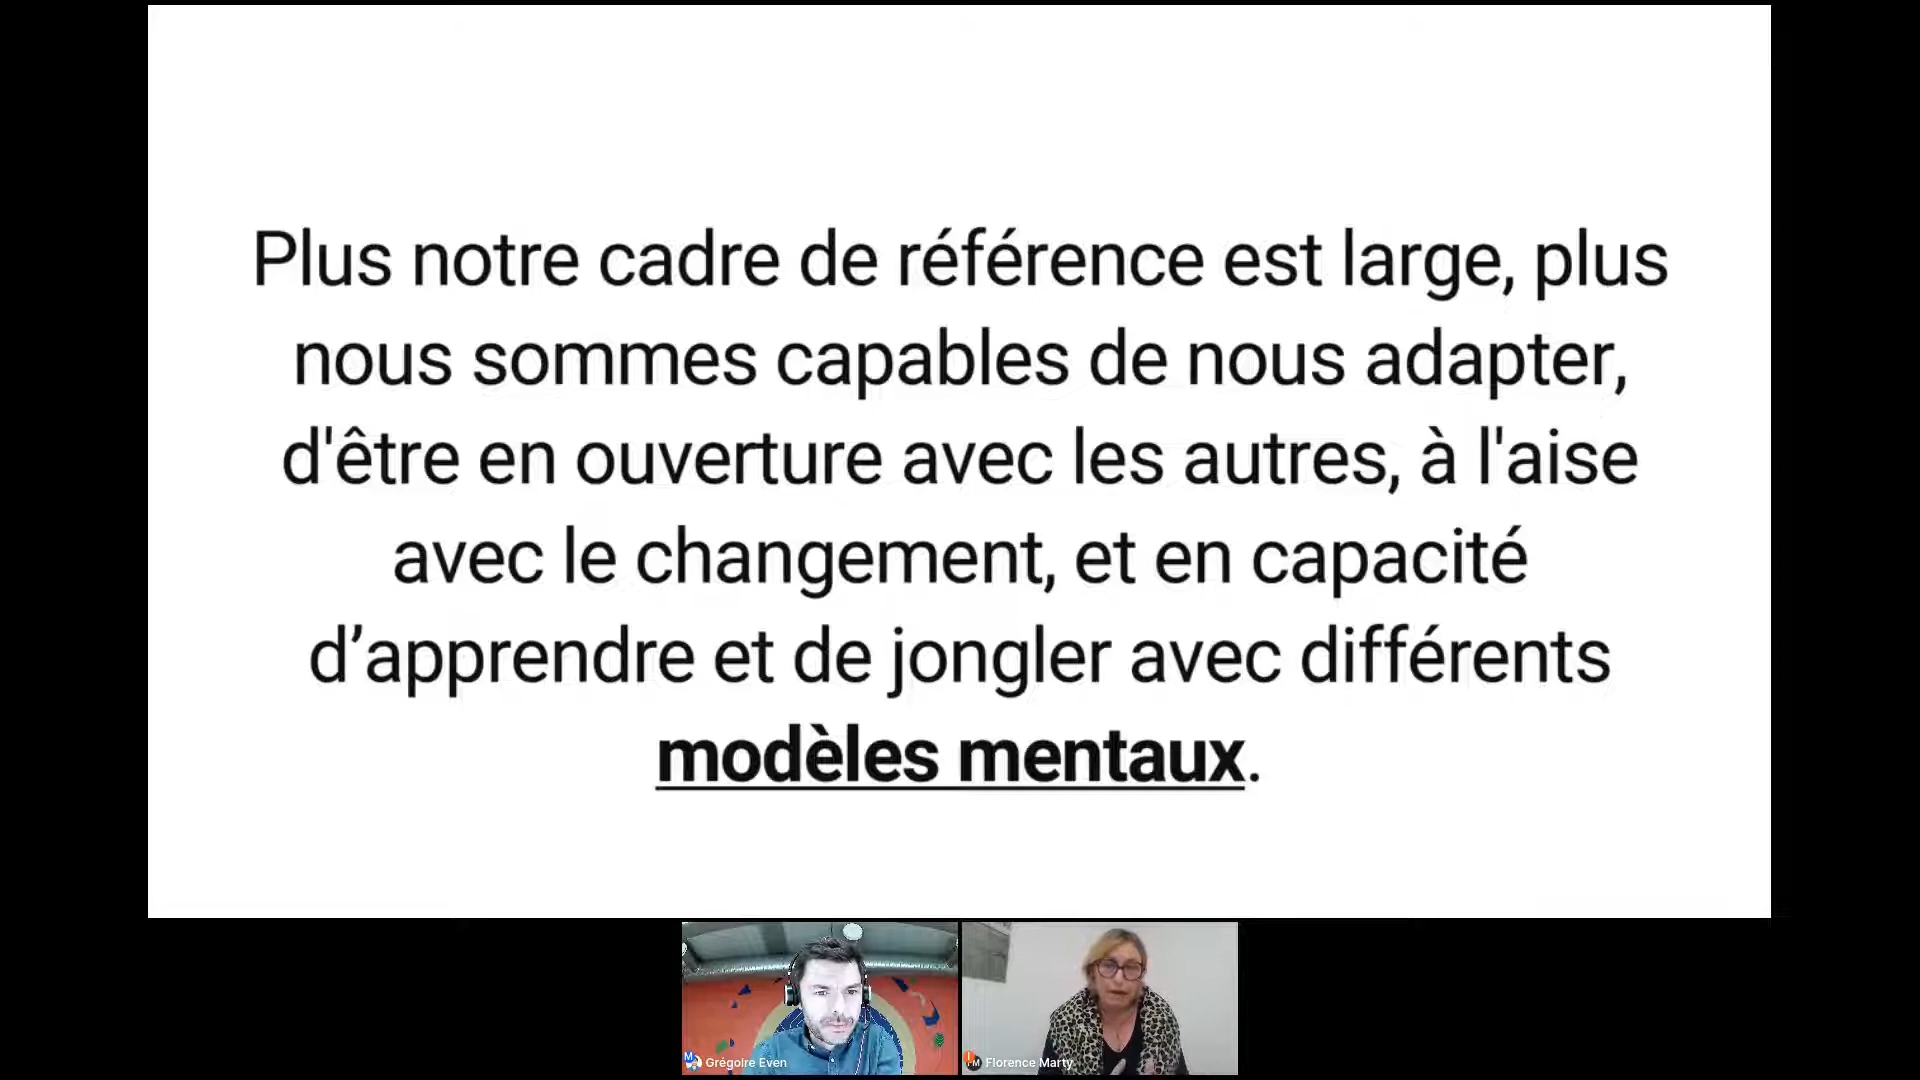 Plus notre cadre de référence est large, plus
nous sommes capables de nous adapter,
d'être en ouverture avec les autres, à l'aise
avec le changement, et en capacité
d’apprendre et de jongler avec différents
modèles mentaux.
Grégoire Even
Florence Marty